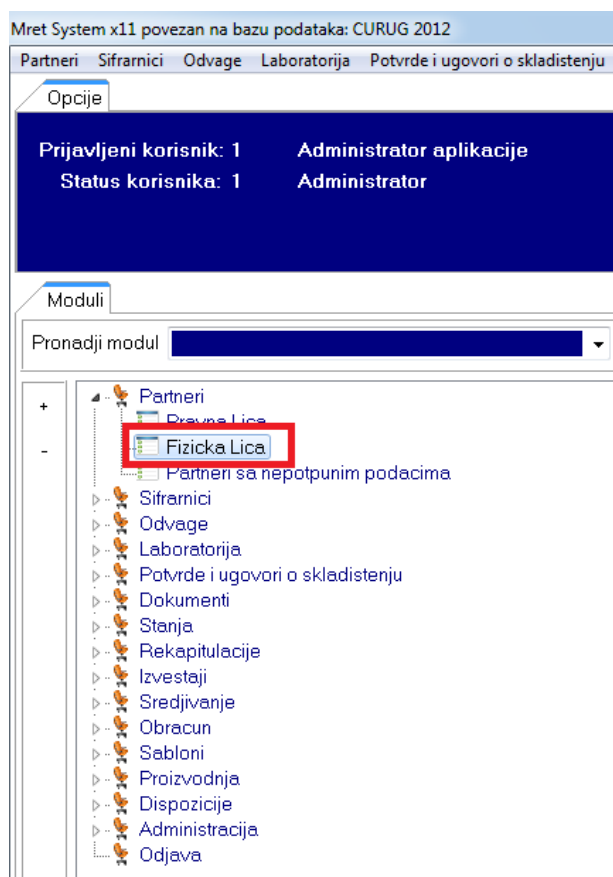 Mret System x11 povezan na bazu podataka: CURUG 2012
Partneri Sifrarnici Odvage Laboratorija Potvrde i ugovori o skladistenju
Opcije
Prijavljeni korisnik: 1 Administrator aplikacije
Status korisnika: 1 Administrator
Moduli
Pronadji modul
+
-
Partneri
Pravna Lica
Fizicka Lica
Partneri sa nepotpunim podacima
Sifrarnici
Odvage
Laboratorija
Potvrde i ugovori o skladistenju
Dokumenti
Stanja
Rekapitulacije
Izvestaji
Sredjivanje
Obracun
Sabloni
Proizvodnja
Dispozicije
Administracija
Odjava